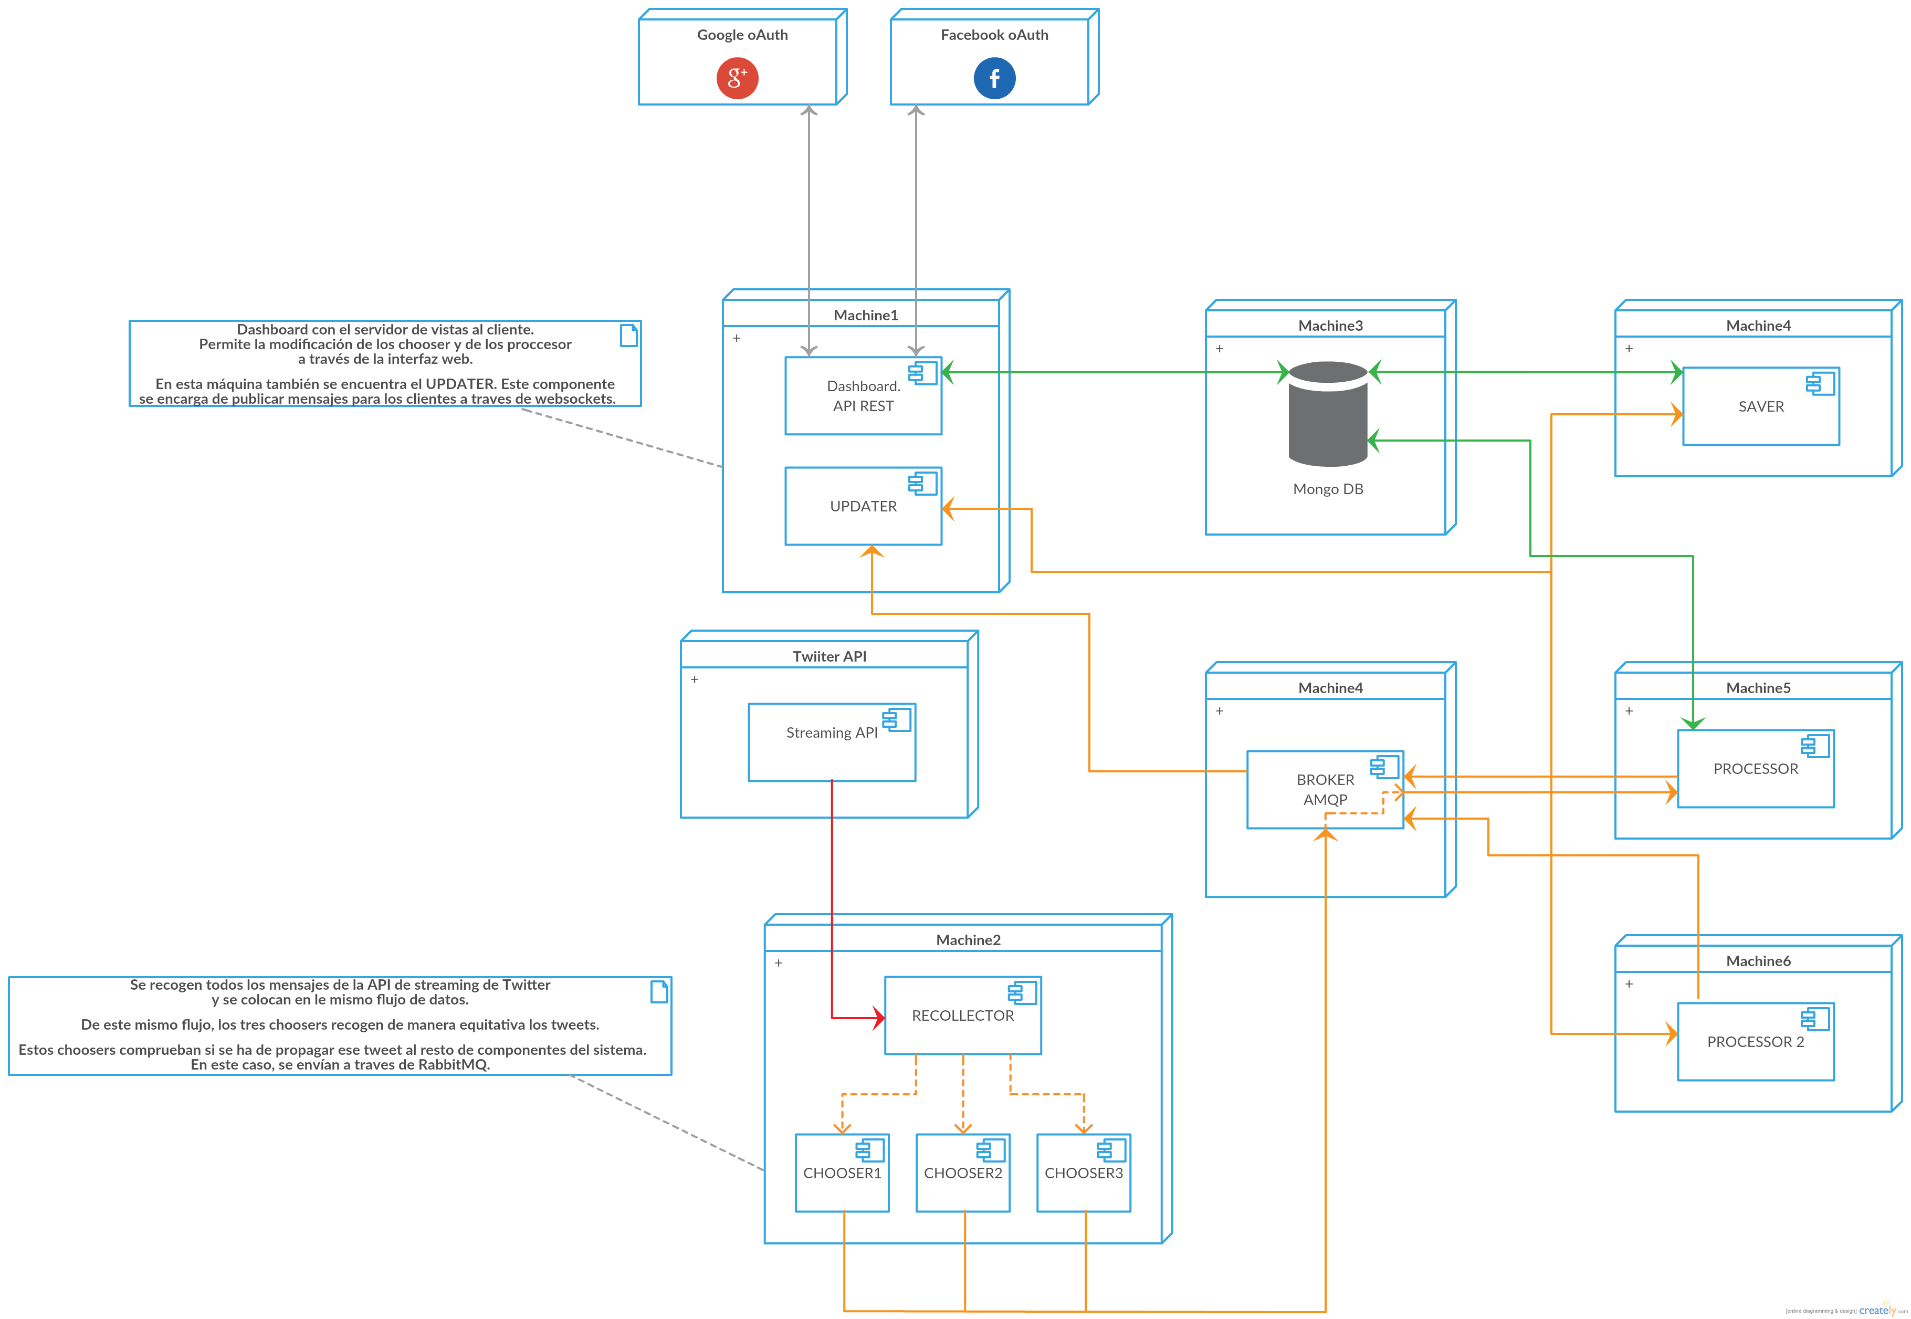 Google oAuth
g+
Facebook oAuth
f
Dashboard con el servidor de vistas al cliente.
Permite la modificación de los chooser y de los proccesor
a través de la interfaz web.
En esta máquina también se encuentra el UPDATER. Este componente
se encarga de publicar mensajes para los clientes a traves de websockets.
Machine1
+
Dashboard.
API REST
UPDATER
Machine3
+
Mongo DB
Machine4
+
SAVER
Twiiter API
+
Streaming API
Machine4
+
BROKER
AMQP
Machine5
+
PROCESSOR
Machine2
+
RECOLLECTOR
CHOOSER1
CHOOSER2
CHOOSER3
Machine6
+
PROCESSOR 2
Se recogen todos los mensajes de la API de streaming de Twitter
y se colocan en le mismo flujo de datos.
De este mismo flujo, los tres choosers recogen de manera equitativa los tweets.
Estos choosers comprueban si se ha de propagar ese tweet al resto de componentes del sistema.
En este caso, se envían a traves de RabbitMQ.
[online diagramming & design] creately.com